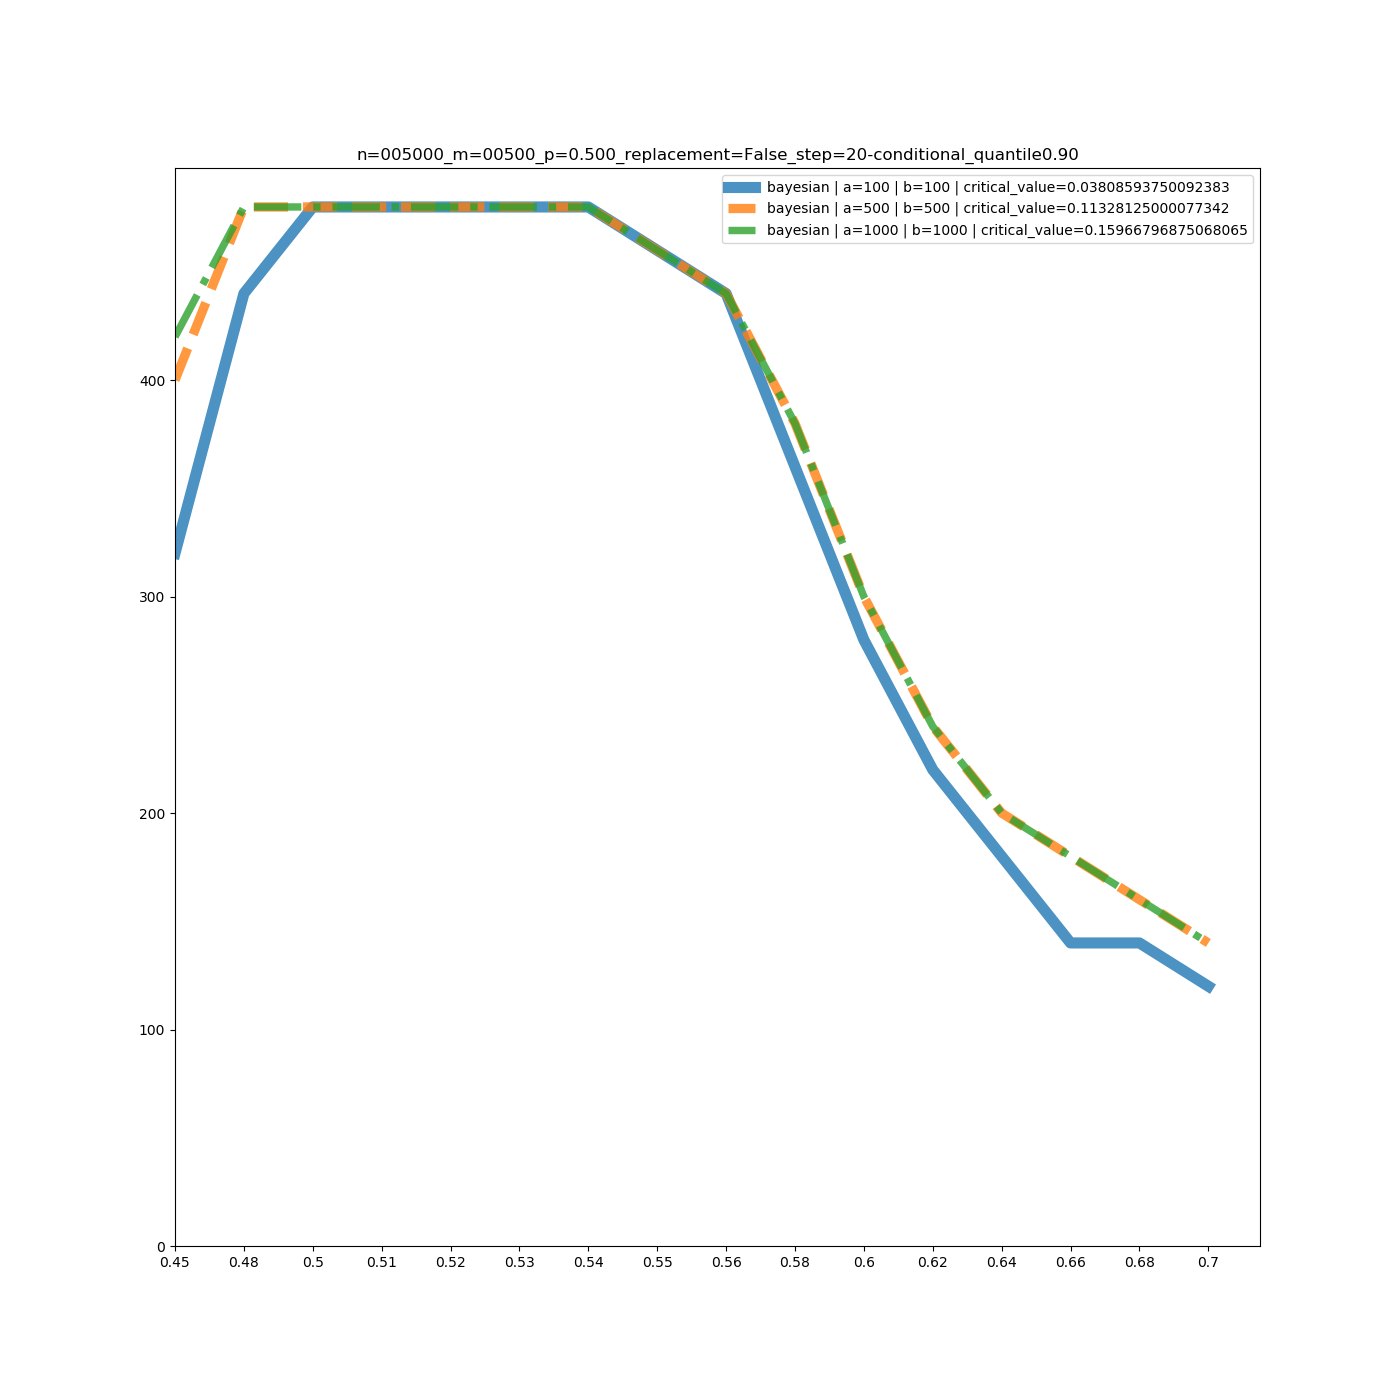 n=005000_m=00500_p=0.500_replacement=False_step=20-conditional_quantile0.90
bayesian | a=100 | b=100 | critical_value=0.03808593750092383
bayesian | a=500 | b=500 | critical_value=0.11328125000077342
bayesian | a=1000 | b=1000 | critical_value=0.15966796875068065
400
300
200
100
0
0.45 0.48 0.5 0.51 0.52 0.53 0.54 0.55 0.56 0.58 0.6 0.62 0.64 0.66 0.68 0.7